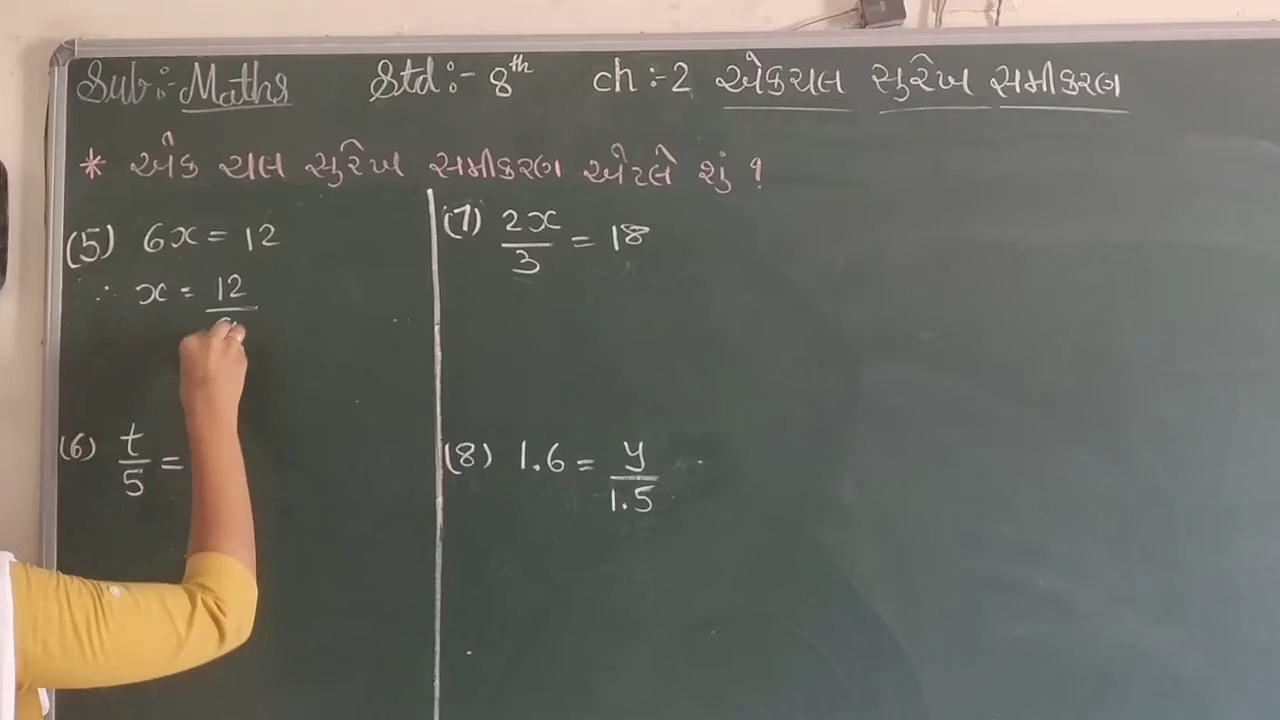 Sub:- Maths Std:- 8th ch:-2 એકચલ સુરેખ સમીકરણ
* એક ચલ સુરેખ સમીકરણ એટલે શું ?
(5) 6x = 12
∴ x = 12/
(6) t/5 =
(7) 2x/3 = 18
(8) 1.6 = y/1.5